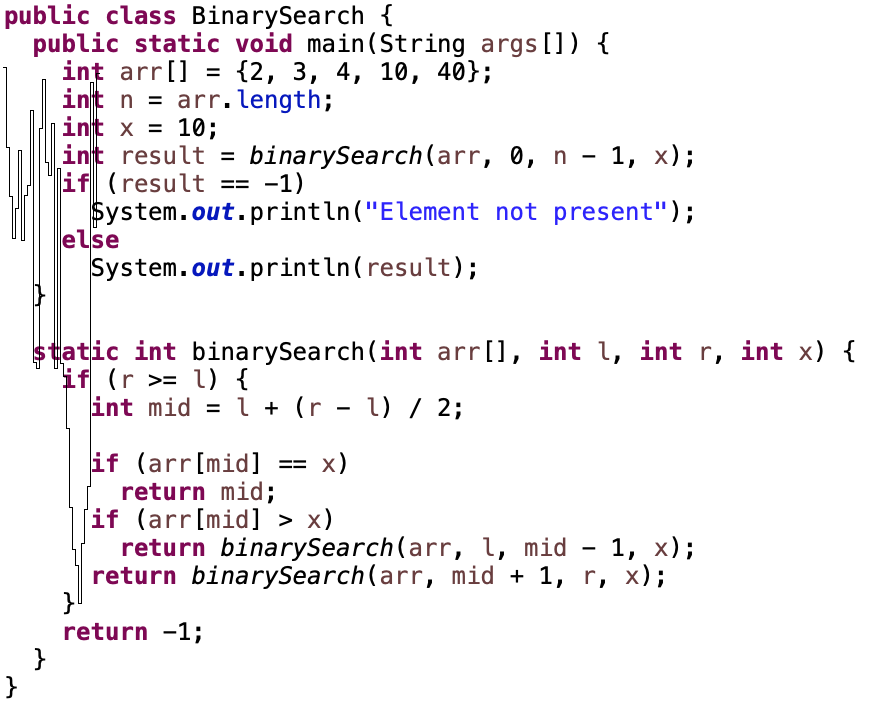 public class BinarySearch {
  public static void main(String args[]) {
    int arr[] = {2, 3, 4, 10, 40};
    int n = arr.length;
    int x = 10;
    int result = binarySearch(arr, 0, n - 1, x);
    if (result == -1)
      System.out.println("Element not present");
    else
      System.out.println(result);
  }

  static int binarySearch(int arr[], int l, int r, int x) {
    if (r >= l) {
      int mid = l + (r - l) / 2;

      if (arr[mid] == x)
        return mid;
      if (arr[mid] > x)
        return binarySearch(arr, l, mid - 1, x);
      return binarySearch(arr, mid + 1, r, x);
    }
    return -1;
  }
}